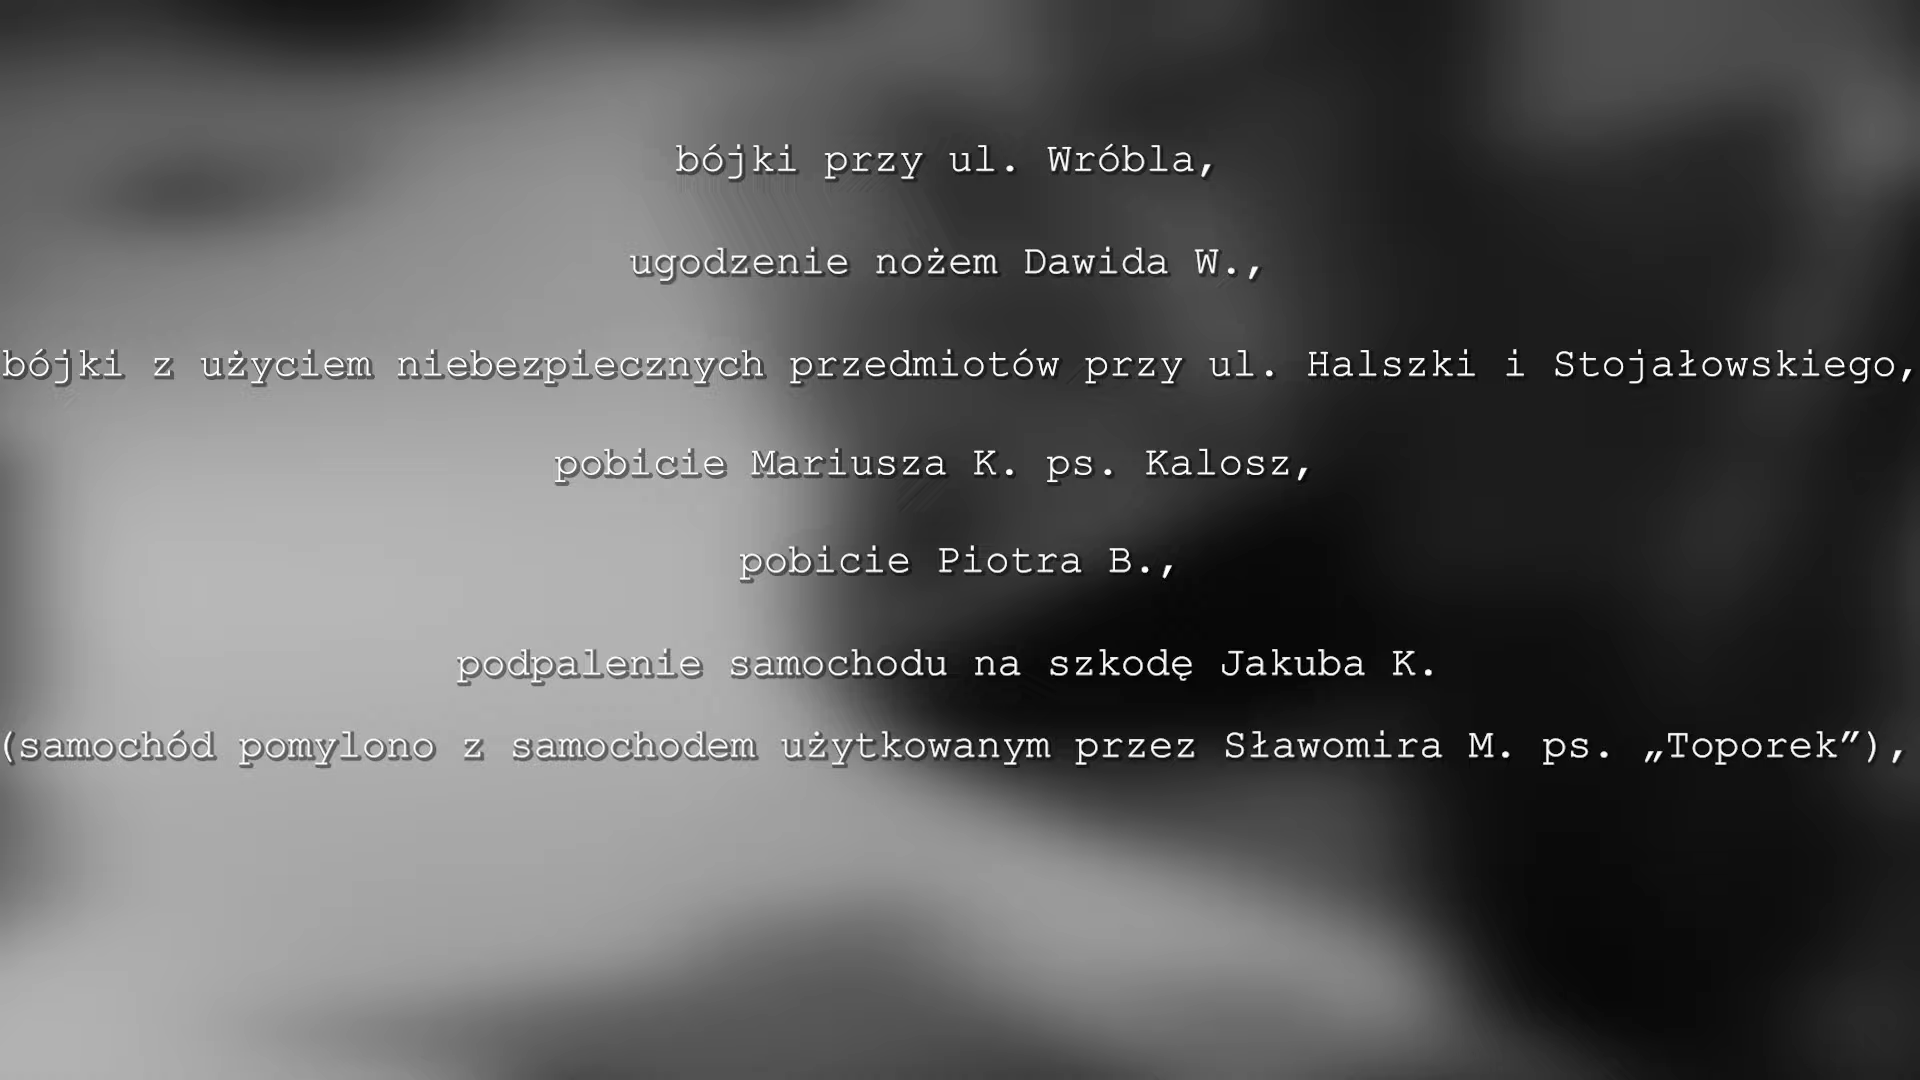 bójki przy ul. Wróbla,
ugodzenie nożem Dawida W.,
bójki z użyciem niebezpiecznych przedmiotów przy ul. Halszki i Stojałowskiego,
pobicie Mariusza K. ps. Kalosz,
pobicie Piotra B.,
podpalenie samochodu na szkodę Jakuba K.
(samochód pomylono z samochodem użytkowanym przez Sławomira M. ps. „Toporek”),